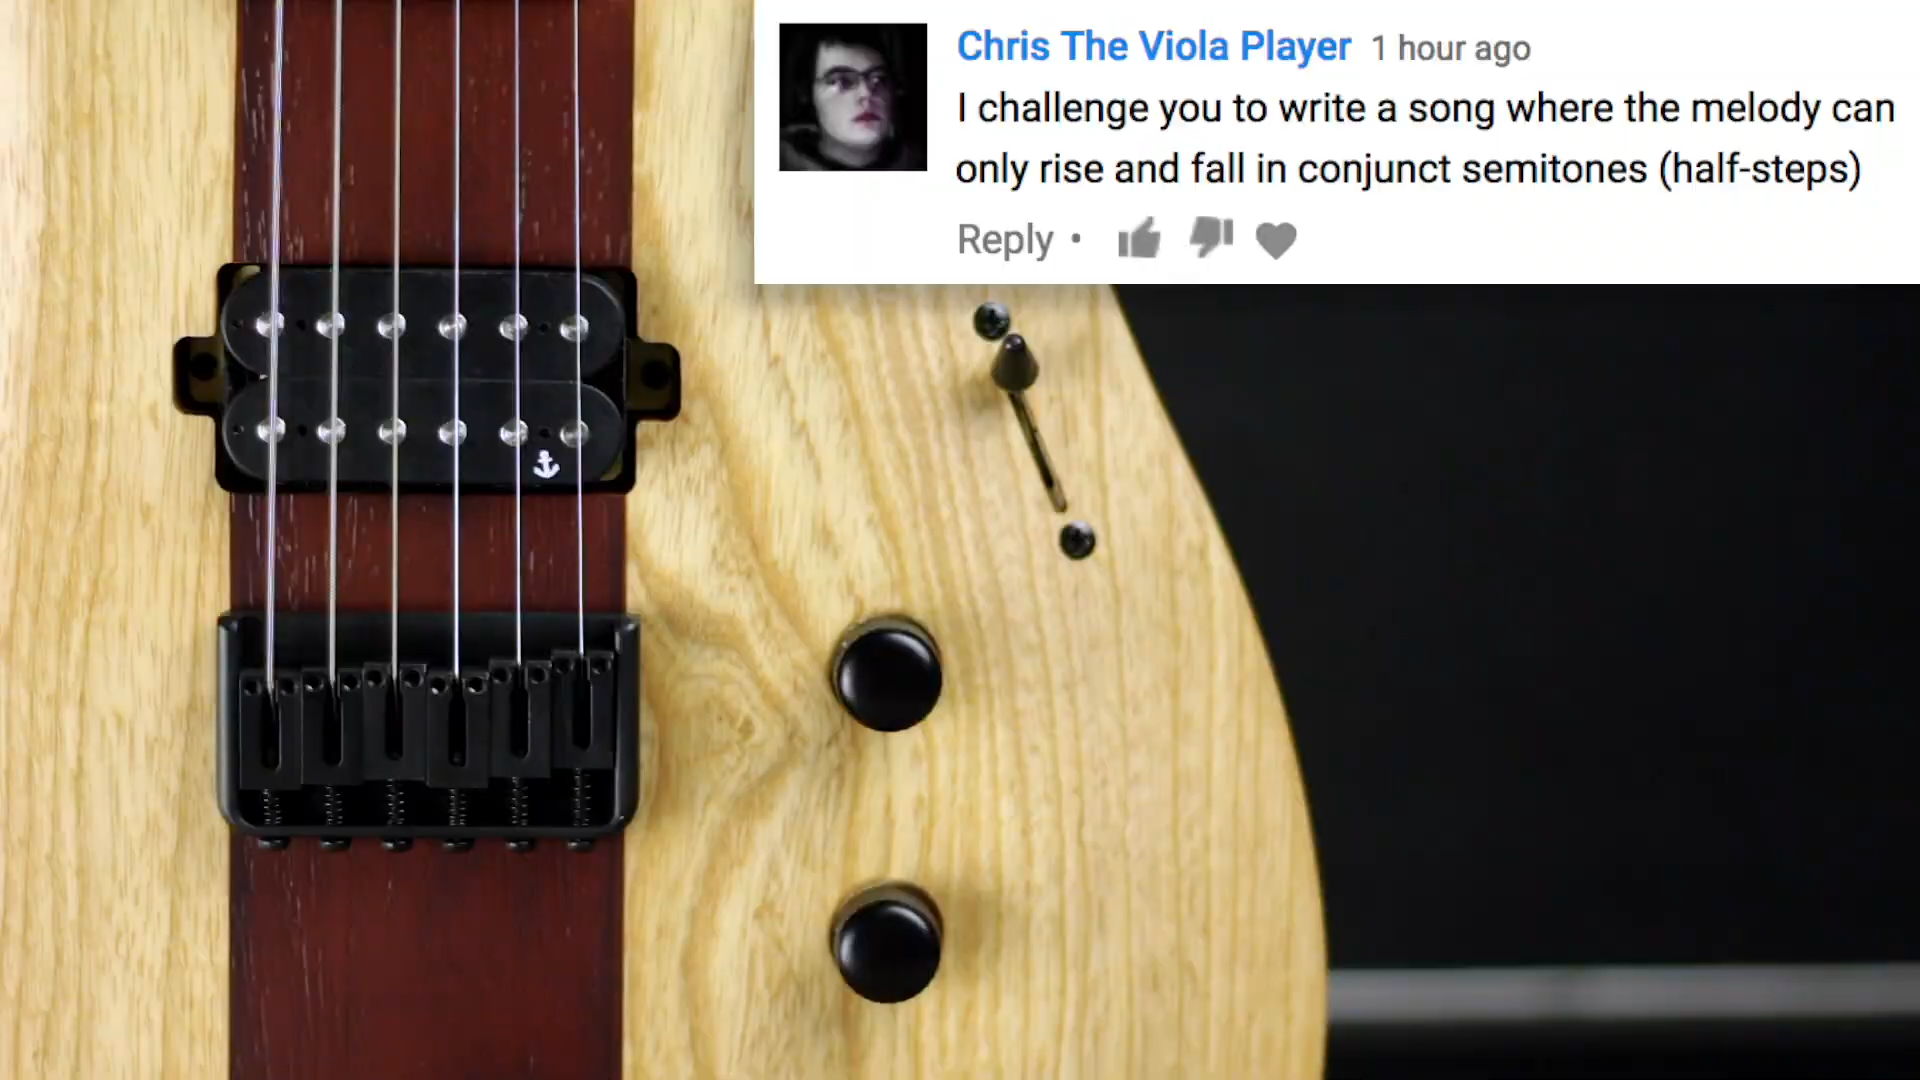 Chris The Viola Player 1 hour ago
I challenge you to write a song where the melody can
only rise and fall in conjunct semitones (half-steps)
Reply •